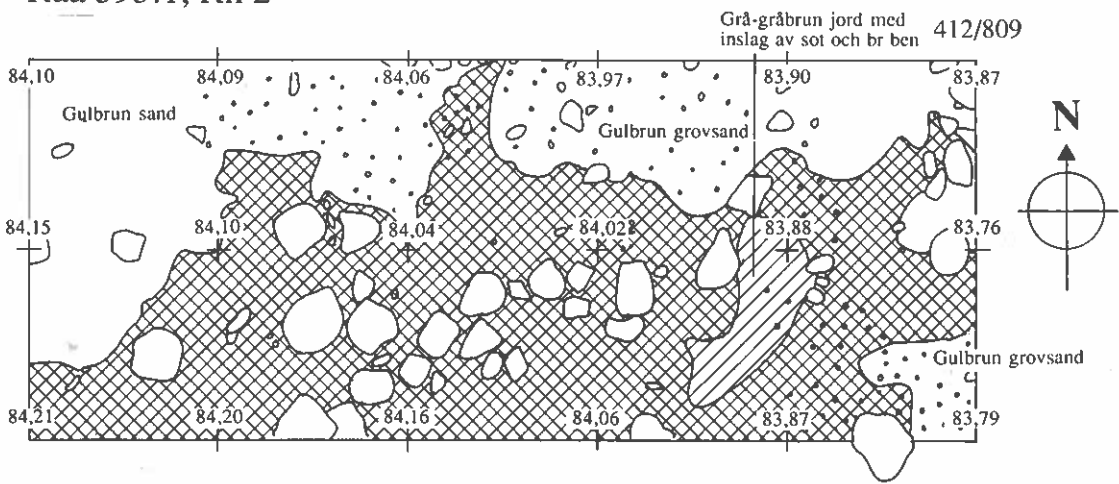 Grå-gråbrun jord med
inslag av sot och br ben
412/809
84,10 84,09 84,06 83,97 83,90 83,87
Gulbrun sand
Gulbrun grovsand
N
84,15 84,10 84,04 84,02 83,88 83,76
Gulbrun grovsand
84,21 84,20 84,16 84,06 83,87 83,79